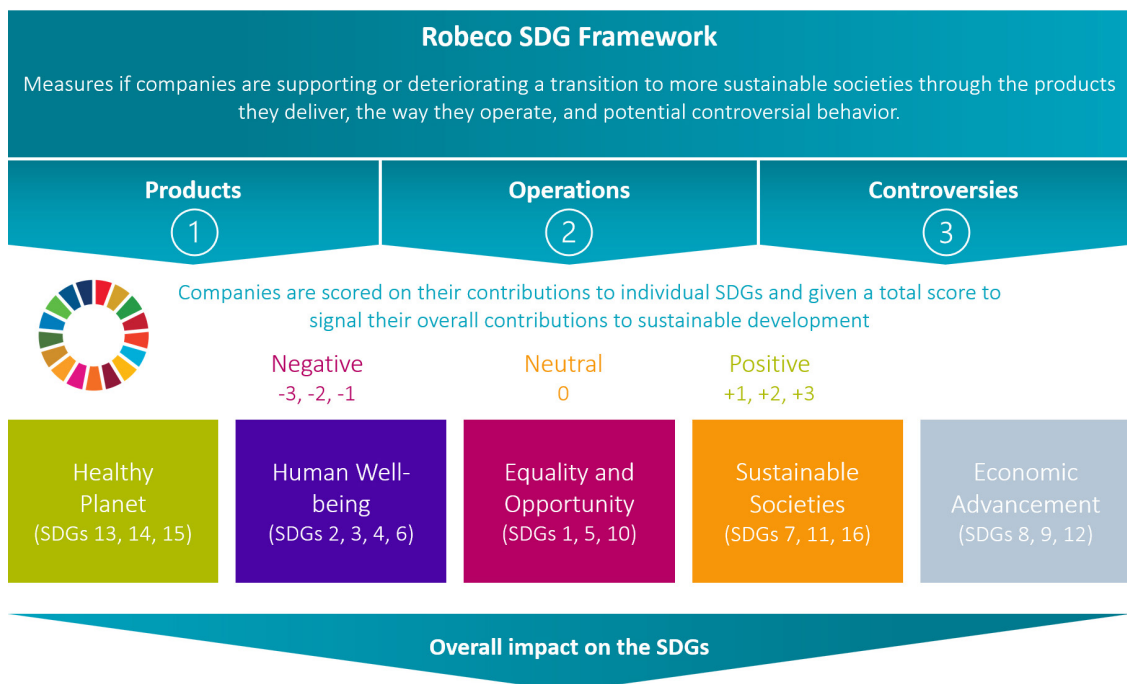 Robeco SDG Framework
Measures if companies are supporting or deteriorating a transition to more sustainable societies through the products
they deliver, the way they operate, and potential controversial behavior.
Products
1
Operations
2
Controversies
3
Companies are scored on their contributions to individual SDGs and given a total score to
signal their overall contributions to sustainable development
Negative
-3, -2, -1
Neutral
0
Positive
+1, +2, +3
Healthy
Planet
(SDGs 13, 14, 15)
Human Well-
being
(SDGs 2, 3, 4, 6)
Equality and
Opportunity
(SDGs 1, 5, 10)
Sustainable
Societies
(SDGs 7, 11, 16)
Economic
Advancement
(SDGs 8, 9, 12)
Overall impact on the SDGs